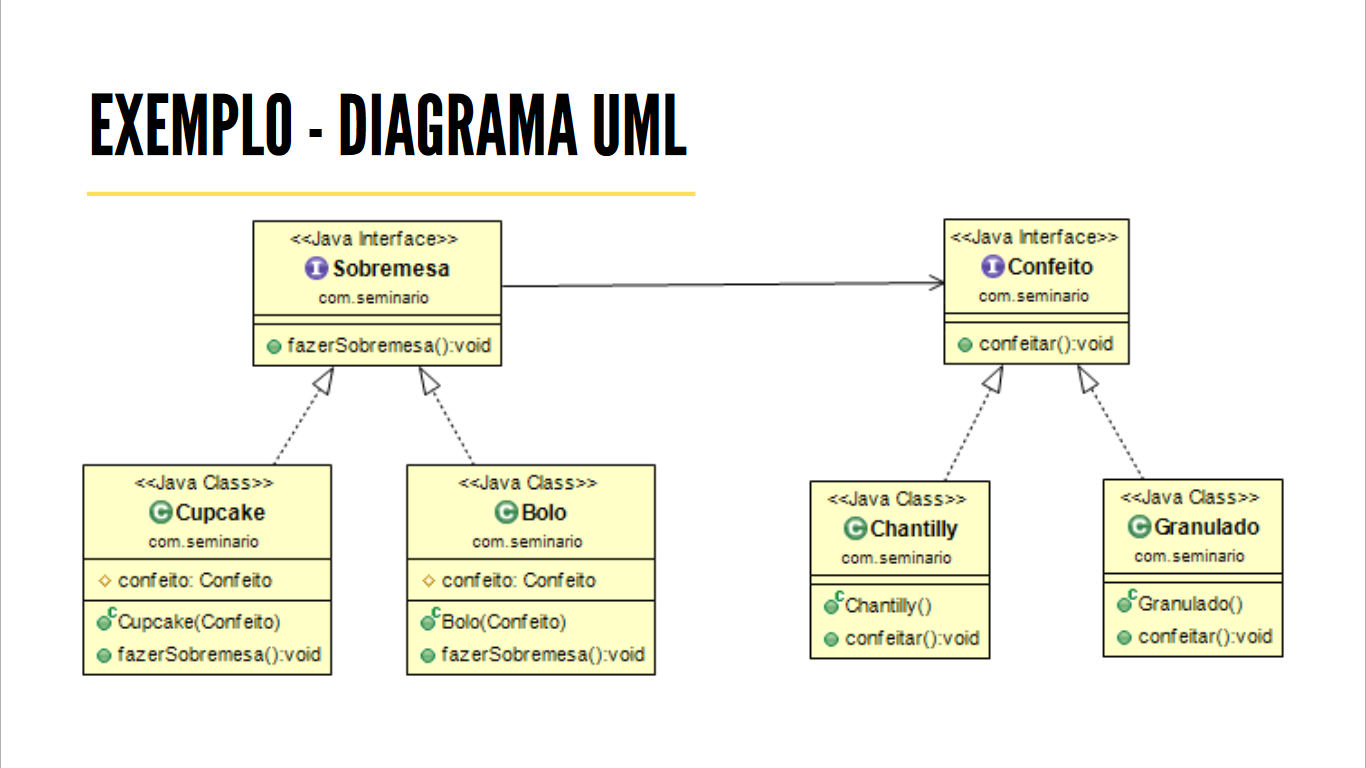 EXEMPLO - DIAGRAMA UML
<<Java Interface>>
I Sobremesa
com.seminario
fazerSobremesa():void
<<Java Interface>>
I Confeito
com.seminario
confeitar():void
<<Java Class>>
C Cupcake
com.seminario
confeito: Confeito
C Cupcake(Confeito)
fazerSobremesa():void
<<Java Class>>
C Bolo
com.seminario
confeito: Confeito
C Bolo(Confeito)
fazerSobremesa():void
<<Java Class>>
C Chantilly
com.seminario
C Chantilly()
confeitar():void
<<Java Class>>
C Granulado
com.seminario
C Granulado()
confeitar():void